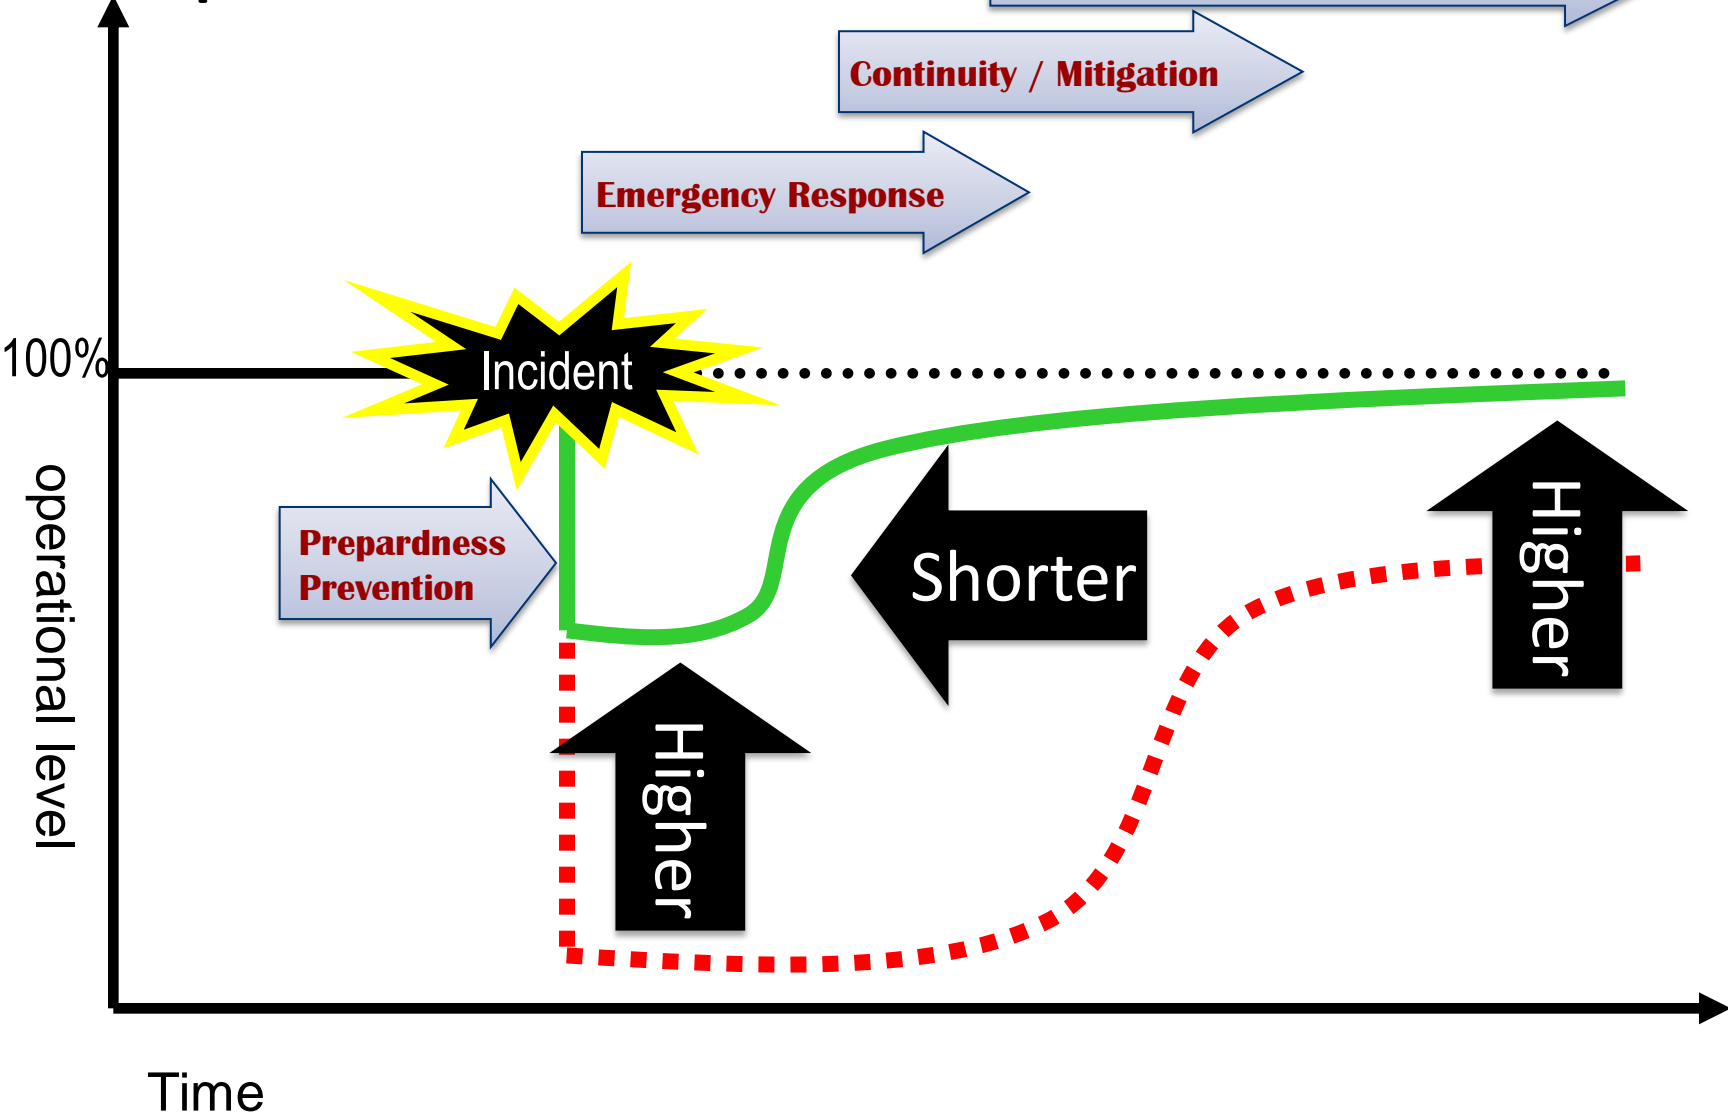 Continuity / Mitigation
Emergency Response
100%
Incident
operational level
Prepardness
Prevention
Shorter
Higher
Higher
Time